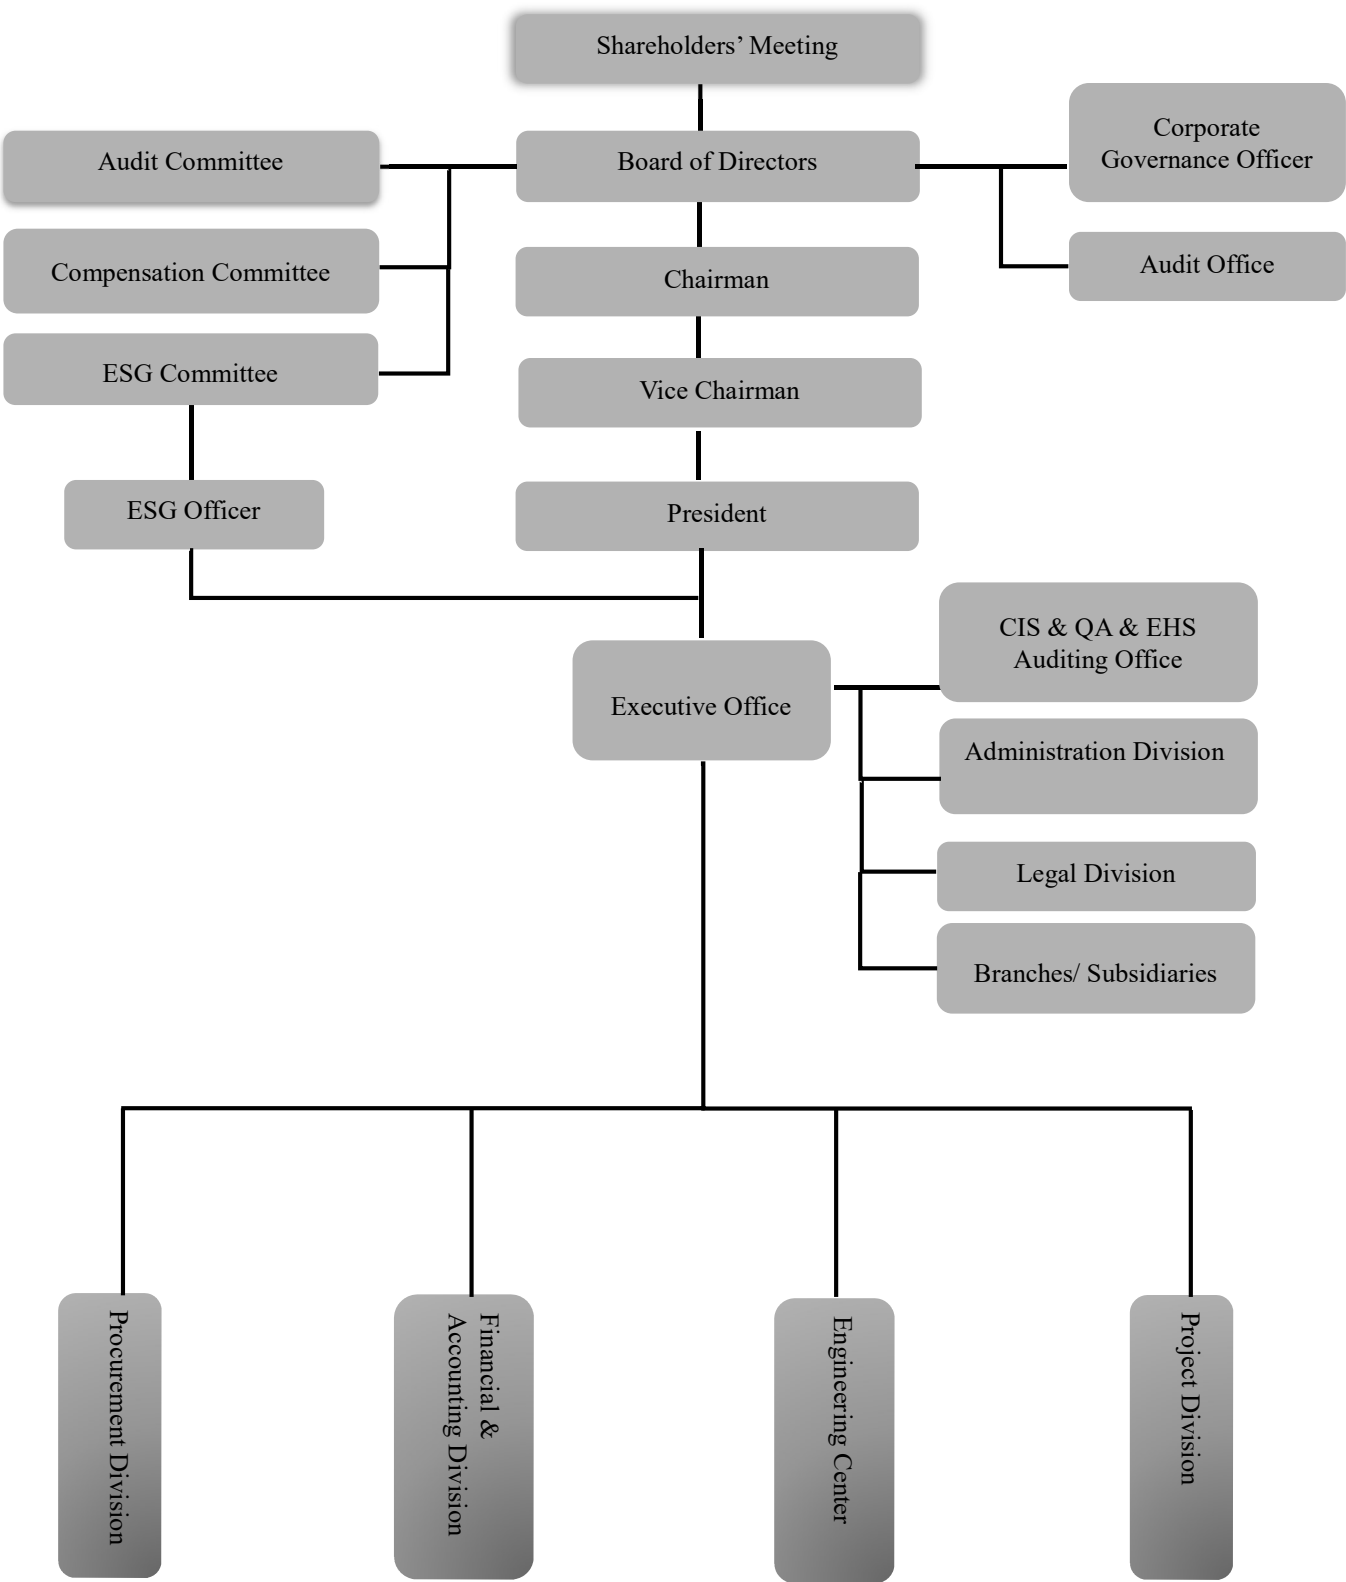 Shareholders’ Meeting
Corporate
Governance Officer
Audit Committee
Board of Directors
Compensation Committee
Chairman
Audit Office
ESG Committee
Vice Chairman
ESG Officer
President
CIS & QA & EHS
Auditing Office
Executive Office
Administration Division
Legal Division
Branches/ Subsidiaries
Procurement Division
Financial &
Accounting Division
Engineering Center
Project Division